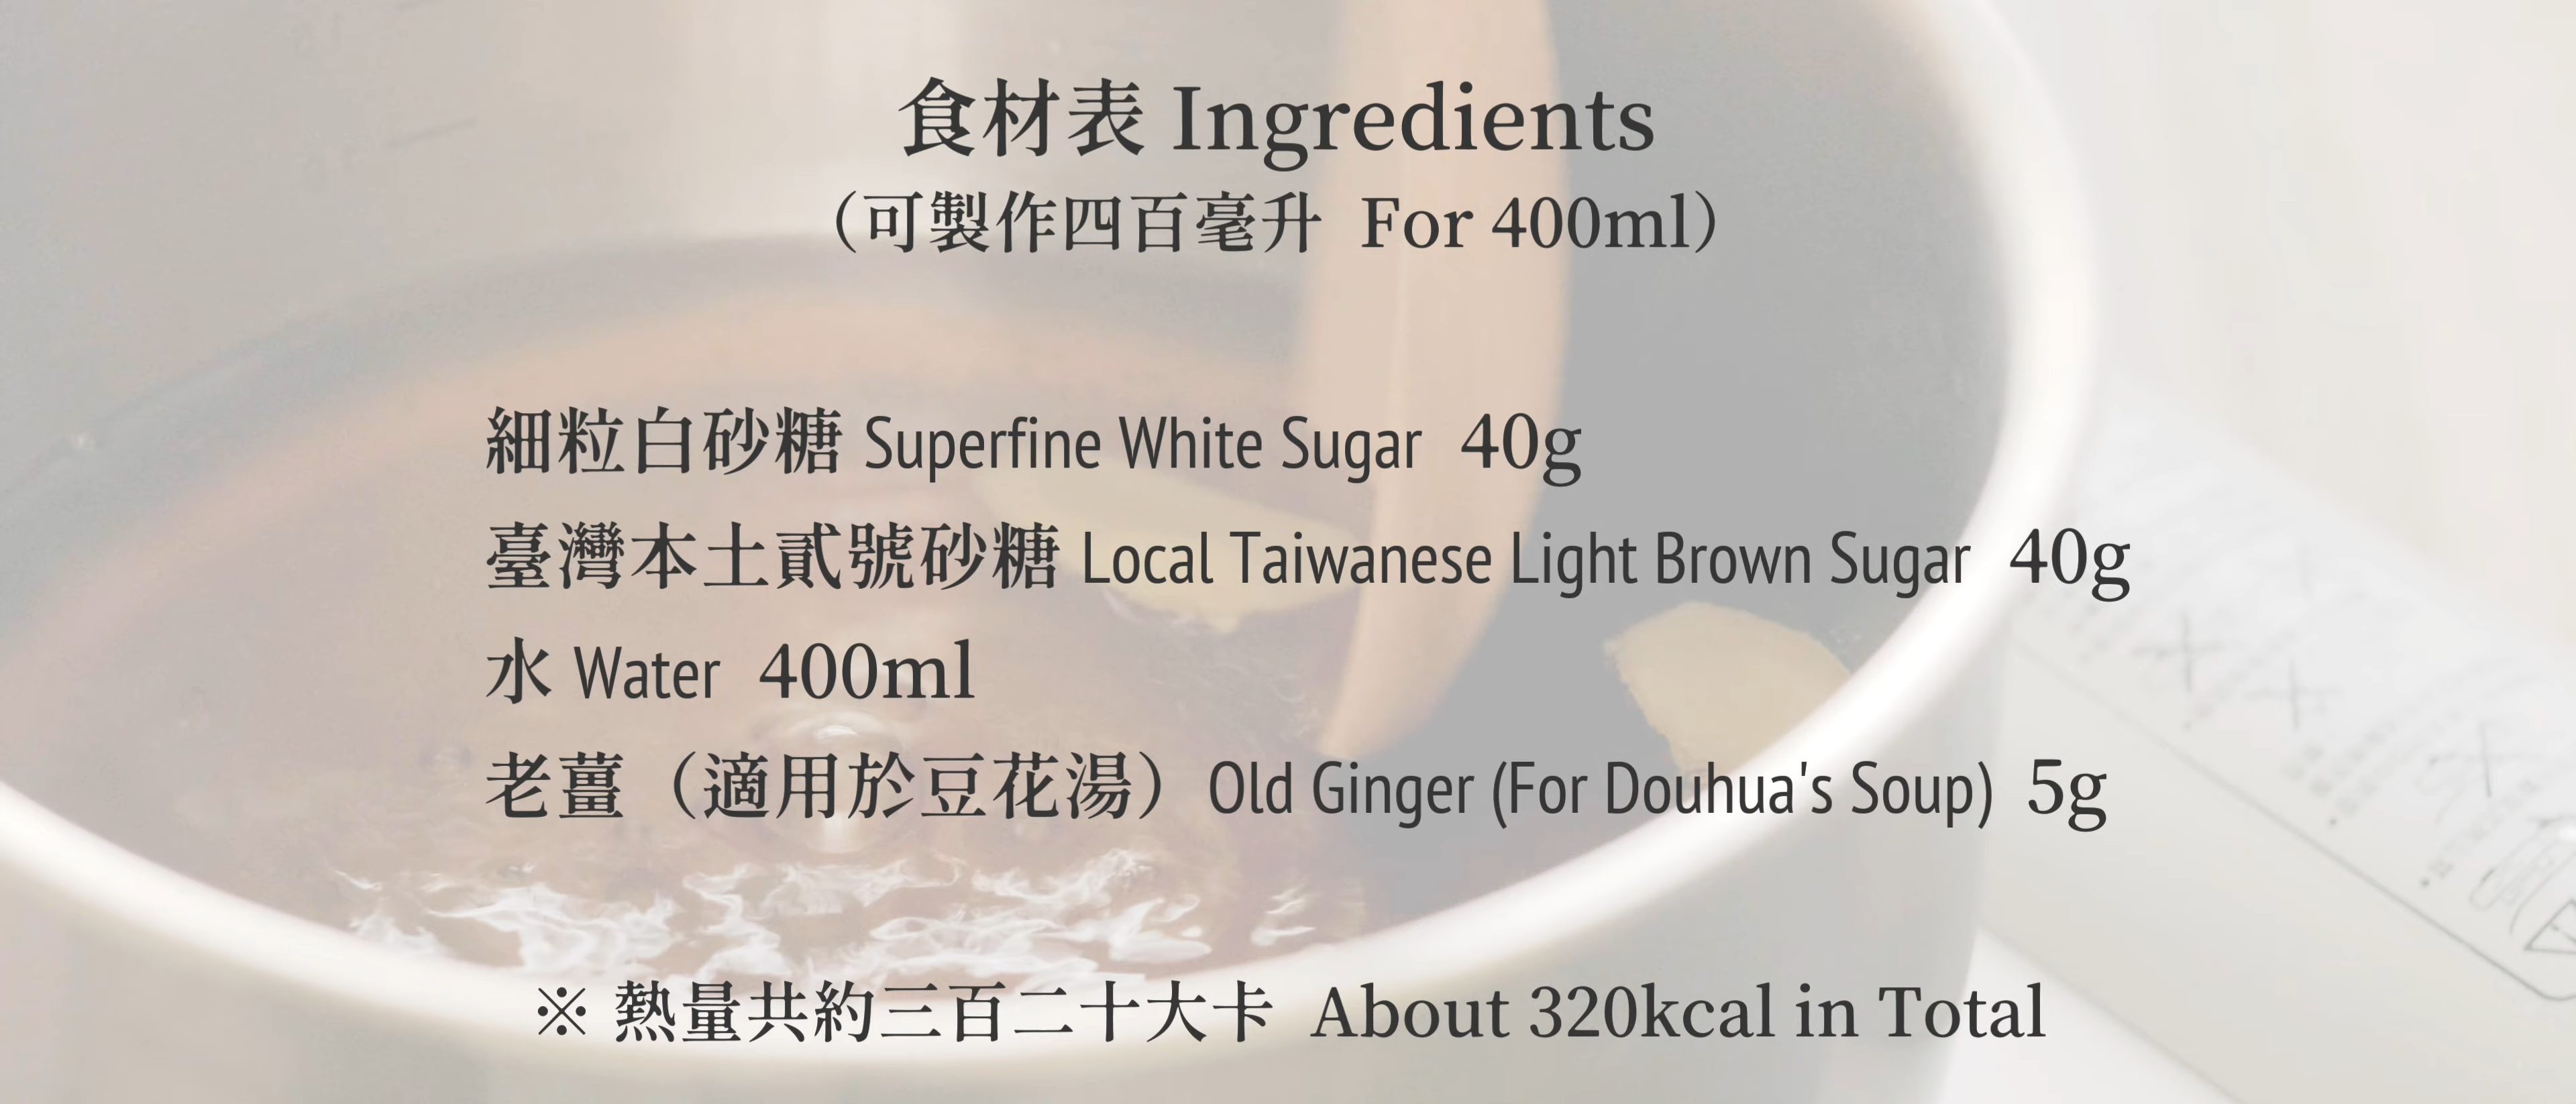 食材表 Ingredients
（可製作四百毫升 For 400ml）
細粒白砂糖 Superfine White Sugar 40g
臺灣本土貳號砂糖 Local Taiwanese Light Brown Sugar 40g
水 Water 400ml
老薑（適用於豆花湯） Old Ginger (For Douhua's Soup) 5g
※ 熱量共約三百二十大卡 About 320kcal in Total